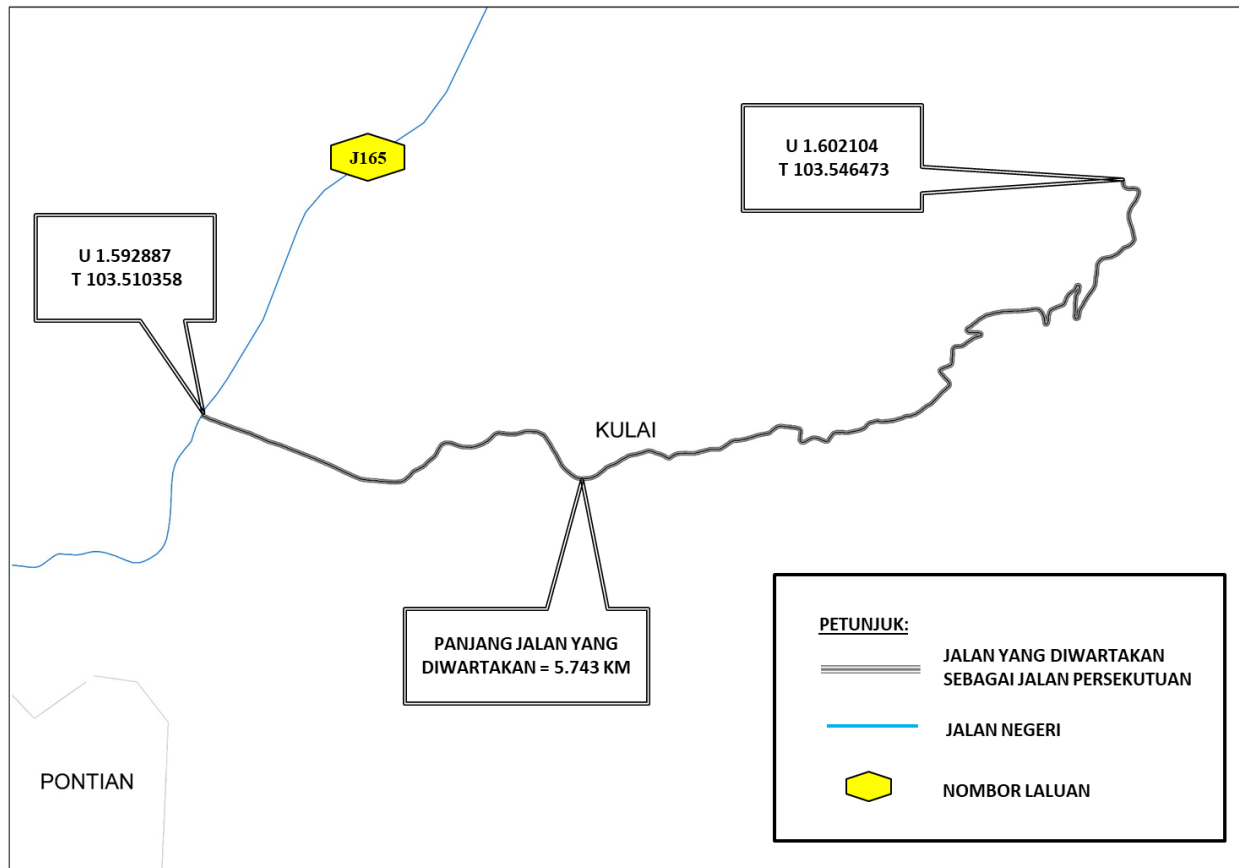 J165
U 1.602104
T 103.546473
U 1.592887
T 103.510358
KULAI
PANJANG JALAN YANG
DIWARTAKAN = 5.743 KM
PETUNJUK:
JALAN YANG DIWARTAKAN
SEBAGAI JALAN PERSEKUTUAN
JALAN NEGERI
NOMBOR LALUAN
PONTIAN